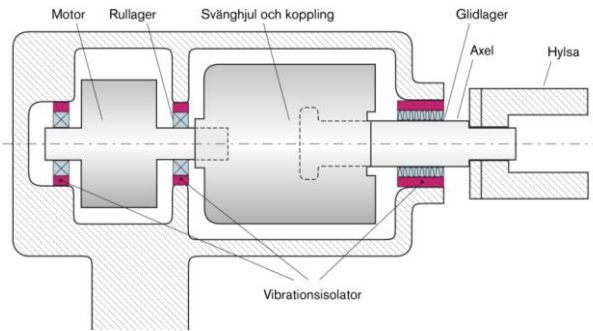 Motor
Rullager
Svänghjul och koppling
Glidlager
Axel
Hylsa
Vibrationsisolator